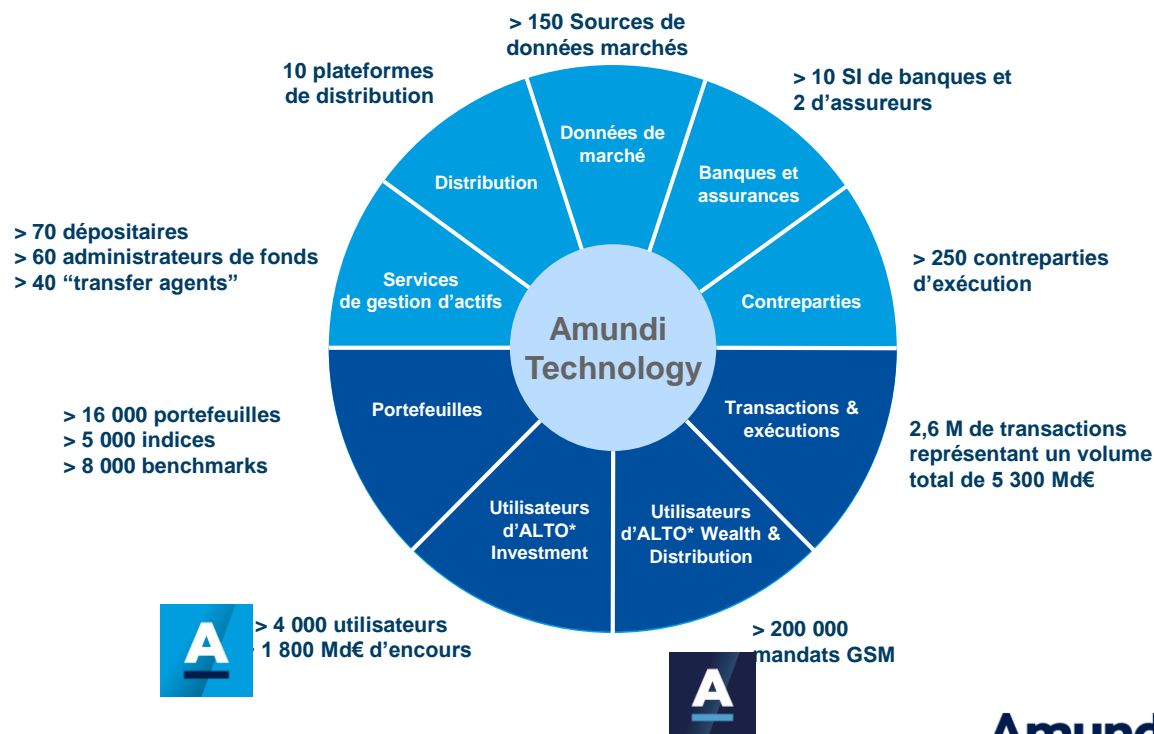 > 150 Sources de
données marchés
10 plateformes
de distribution
> 10 SI de banques et
2 d’assureurs
Données de
marché
Distribution
Banques et
assurances
> 70 dépositaires
> 60 administrateurs de fonds
> 40 “transfer agents”
Services
de gestion d’actifs
Contreparties
> 250 contreparties
d’exécution
Amundi
Technology
Portefeuilles
Transactions &
exécutions
> 16 000 portefeuilles
> 5 000 indices
> 8 000 benchmarks
2,6 M de transactions
représentant un volume
total de 5 300 Md€
Utilisateurs
d’ALTO*
Investment
Utilisateurs
d’ALTO* Wealth &
Distribution
A
> 4 000 utilisateurs
1 800 Md€ d’encours
> 200 000
mandats GSM
A